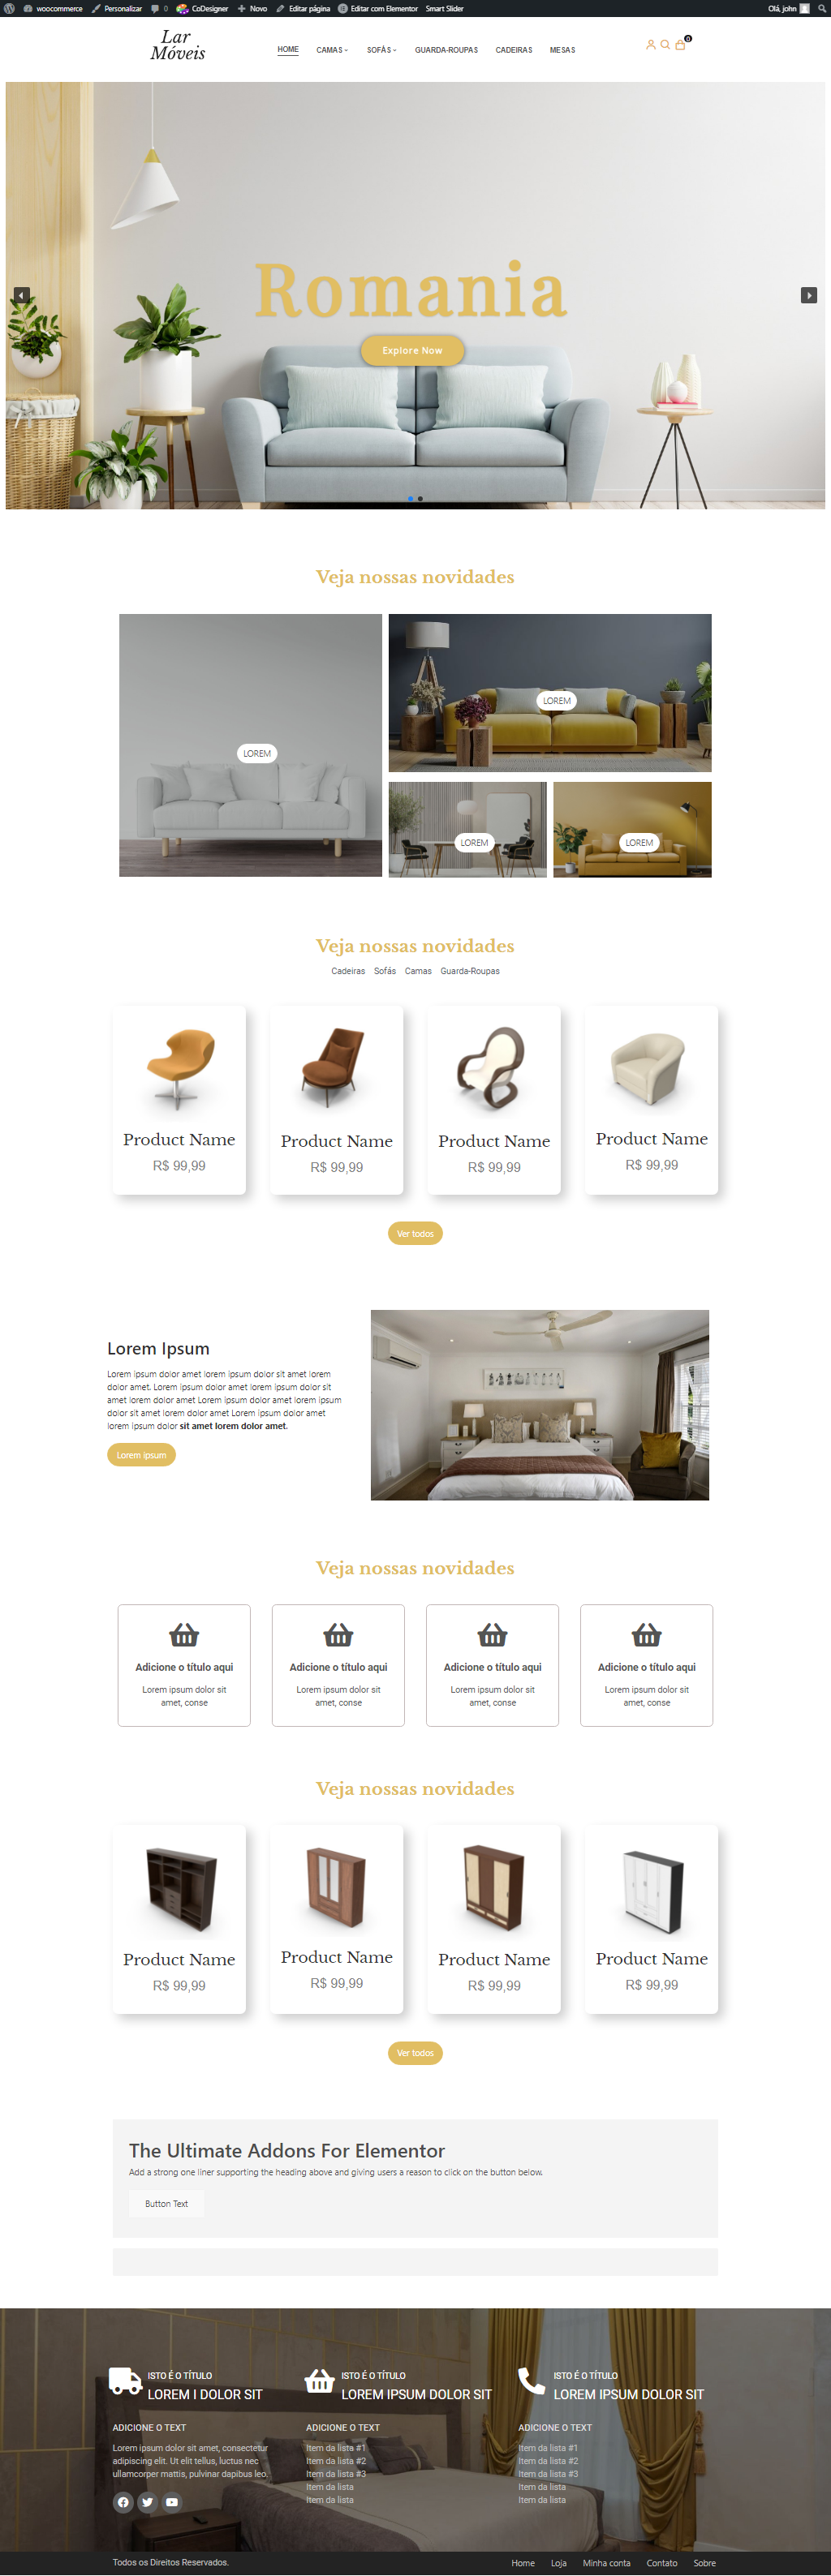 woocommerce Personalizar 0 CoDesigner Novo Editar página Editar com Elementor Smart Slider Olá, john
Lar
Móveis
HOME CAMAS SOFÁS GUARDA-ROUPAS CADEIRAS MESAS
0
Romania
Explore Now
Veja nossas novidades
LOREM
LOREM
LOREM
LOREM
Veja nossas novidades
Cadeiras Sofás Camas Guarda-Roupas
Product Name Product Name Product Name Product Name
R$ 99,99 R$ 99,99 R$ 99,99 R$ 99,99
Ver todos
Lorem Ipsum
Lorem ipsum dolor amet lorem ipsum dolor sit amet lorem
dolor amet. Lorem ipsum dolor amet lorem ipsum dolor sit
amet lorem dolor amet Lorem ipsum dolor amet lorem ipsum
dolor sit amet lorem dolor amet Lorem ipsum dolor amet
lorem ipsum dolor sit amet lorem dolor amet.
Lorem ipsum
Veja nossas novidades
Adicione o título aqui Adicione o título aqui Adicione o título aqui Adicione o título aqui
Lorem ipsum dolor sit Lorem ipsum dolor sit Lorem ipsum dolor sit Lorem ipsum dolor sit
amet, conse amet, conse amet, conse amet, conse
Veja nossas novidades
Product Name Product Name Product Name Product Name
R$ 99,99 R$ 99,99 R$ 99,99 R$ 99,99
Ver todos
The Ultimate Addons For Elementor
Add a strong one liner supporting the heading above and giving users a reason to click on the button below.
Button Text
ISTO É O TÍTULO
LOREM I DOLOR SIT
ADICIONE O TEXT
Lorem ipsum dolor sit amet, consectetur
adipiscing elit. Ut elit tellus, luctus nec
ullamcorper mattis, pulvinar dapibus leo.
ISTO É O TÍTULO
LOREM IPSUM DOLOR SIT
ADICIONE O TEXT
Item da lista #1
Item da lista #2
Item da lista #3
Item da lista
Item da lista
ISTO É O TÍTULO
LOREM IPSUM DOLOR SIT
ADICIONE O TEXT
Item da lista #1
Item da lista #2
Item da lista #3
Item da lista
Item da lista
Todos os Direitos Reservados. Home Loja Minha conta Contato Sobre